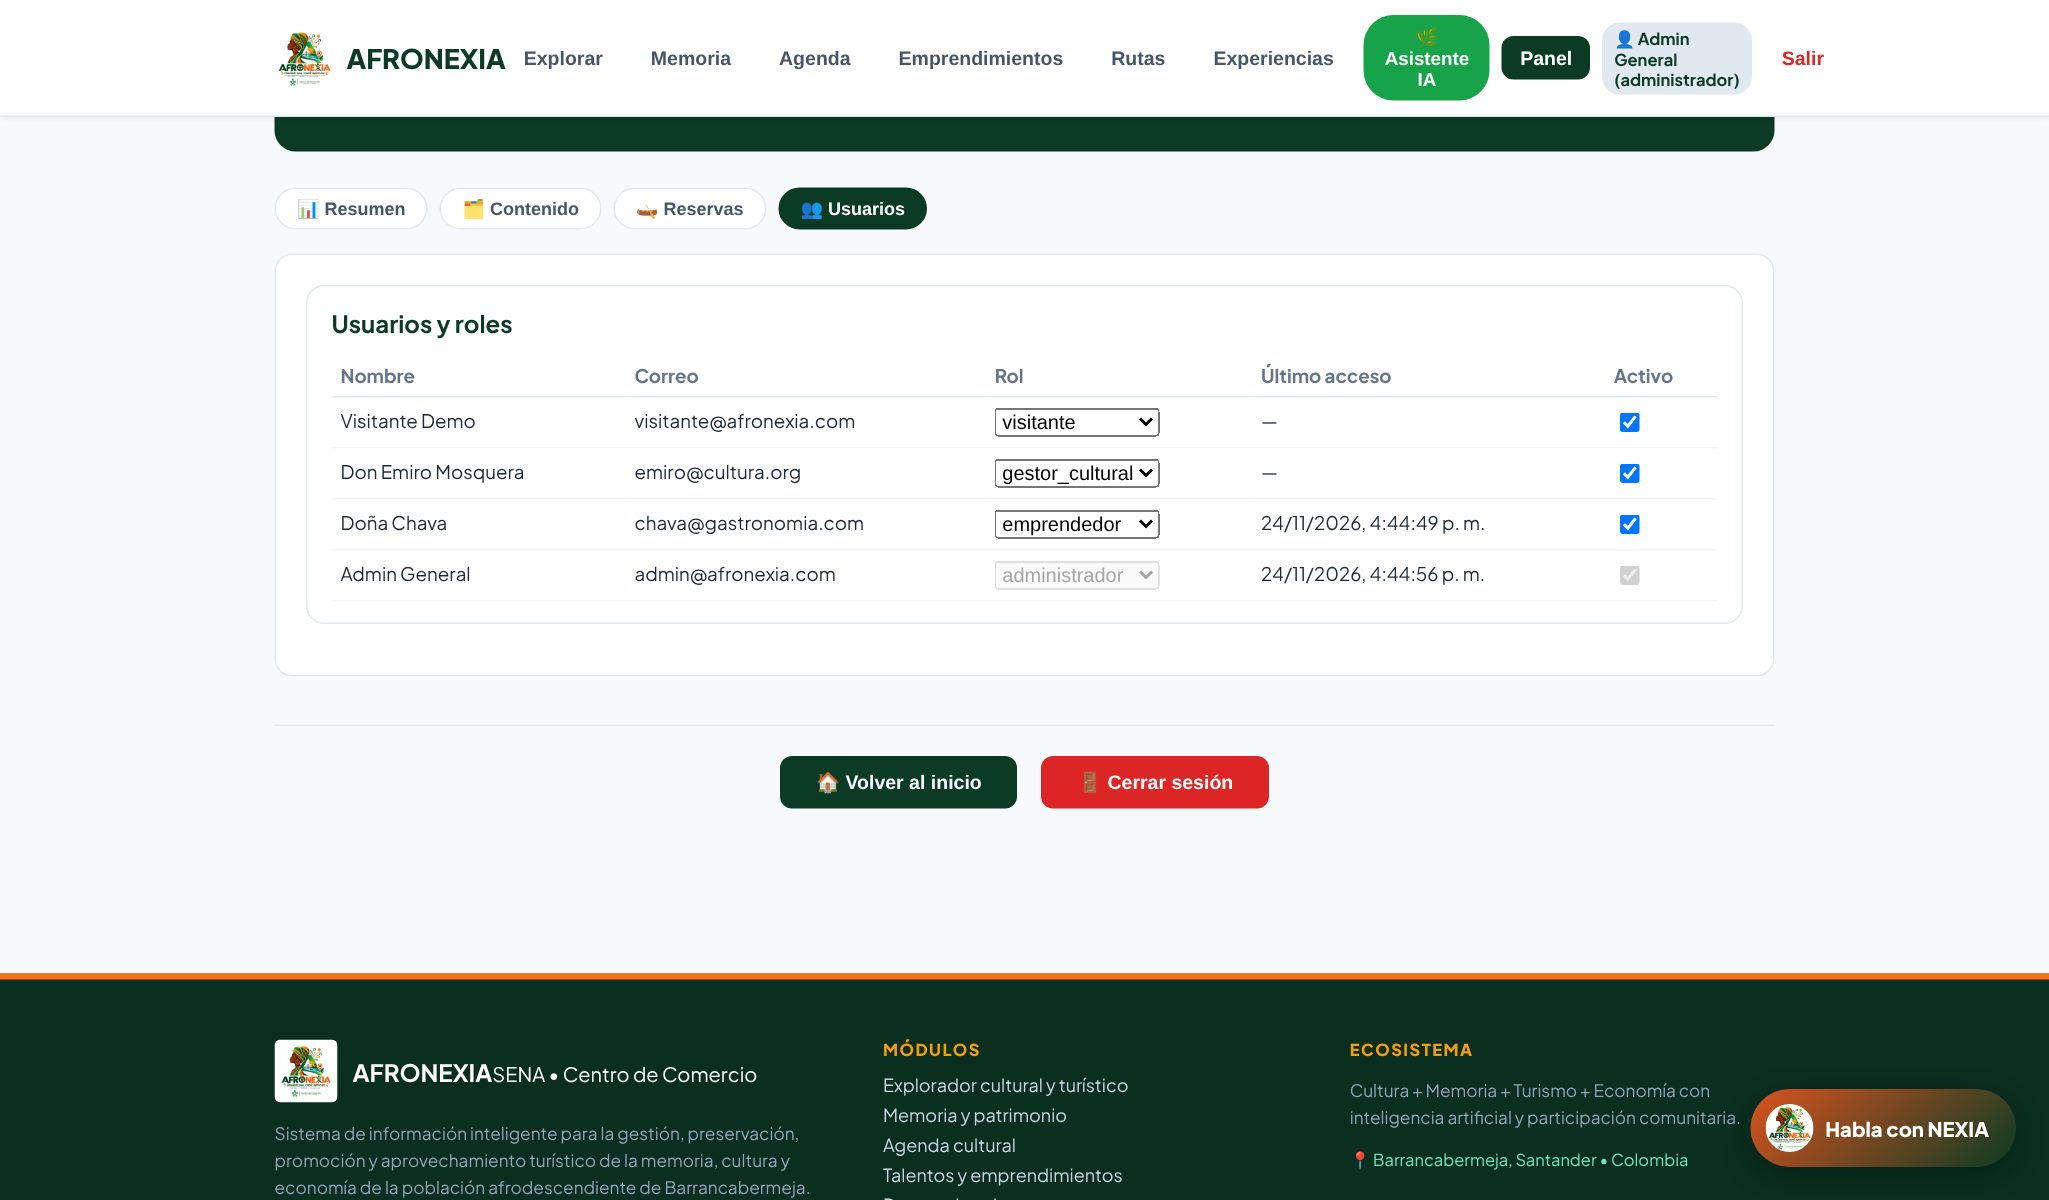 AFRONEXIA
AFRONEXIA
Explorar
Memoria
Agenda
Emprendimientos
Rutas
Experiencias
Asistente
IA
Panel
Admin
General
(administrador)
Salir
Resumen
Contenido
Reservas
Usuarios
Usuarios y roles
Nombre Correo Rol Último acceso Activo
Visitante Demo visitante@afronexia.com visitante —
Don Emiro Mosquera emiro@cultura.org gestor_cultural —
Doña Chava chava@gastronomia.com emprendedor 24/11/2026, 4:44:49 p. m.
Admin General admin@afronexia.com administrador 24/11/2026, 4:44:56 p. m.
Volver al inicio
Cerrar sesión
AFRONEXIA
AFRONEXIASENA • Centro de Comercio
Sistema de información inteligente para la gestión, preservación,
promoción y aprovechamiento turístico de la memoria, cultura y
economía de la población afrodescendiente de Barrancabermeja.
MÓDULOS
Explorador cultural y turístico
Memoria y patrimonio
Agenda cultural
Talentos y emprendimientos
ECOSISTEMA
Cultura + Memoria + Turismo + Economía con
inteligencia artificial y participación comunitaria.
Barrancabermeja, Santander • Colombia
AFRONEXIA
Habla con NEXIA